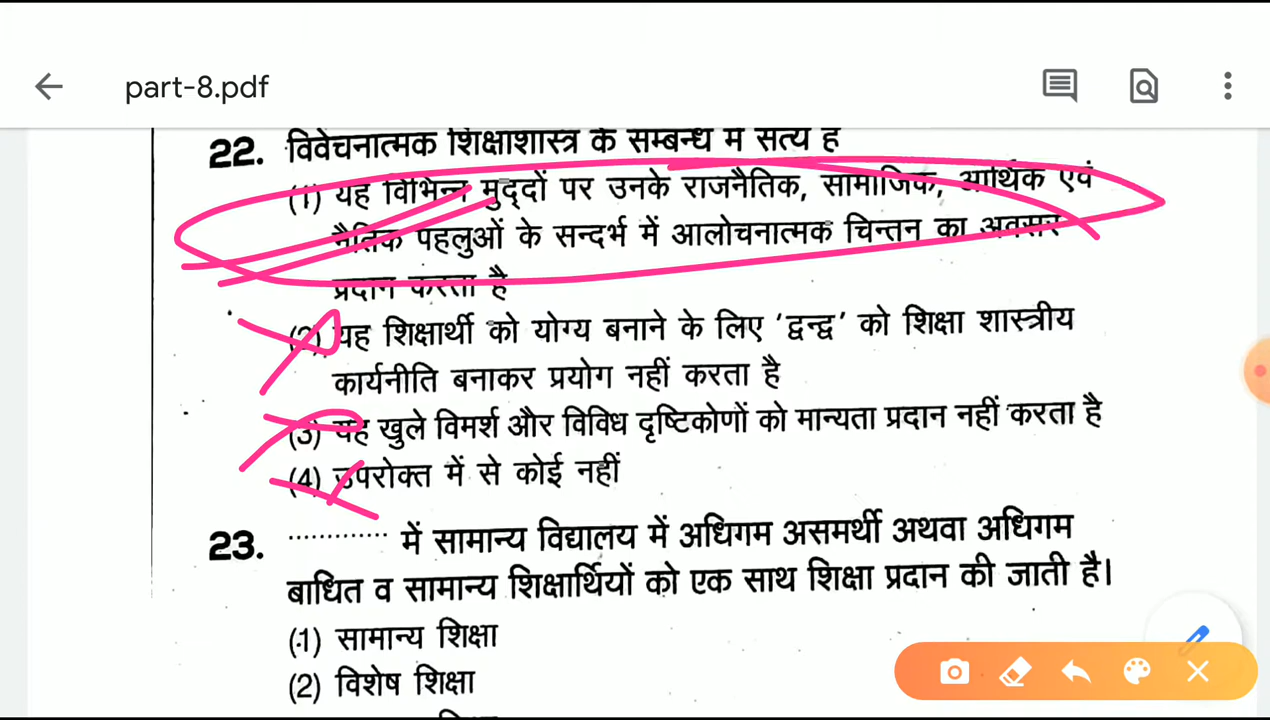 part-8.pdf
22. विवेचनात्मक शिक्षाशास्त्र के सम्बन्ध में सत्य है
(1) यह विभिन्न मुद्दों पर उनके राजनैतिक, सामाजिक, आर्थिक एवं
नैतिक पहलुओं के सन्दर्भ में आलोचनात्मक चिन्तन का अवसर
प्रदान करता है
(2) यह शिक्षार्थी को योग्य बनाने के लिए 'द्वन्द्व' को शिक्षा शास्त्रीय
कार्यनीति बनाकर प्रयोग नहीं करता है
(3) यह खुले विमर्श और विविध दृष्टिकोणों को मान्यता प्रदान नहीं करता है
(4) उपरोक्त में से कोई नहीं
23. ............. में सामान्य विद्यालय में अधिगम असमर्थी अथवा अधिगम
बाधित व सामान्य शिक्षार्थियों को एक साथ शिक्षा प्रदान की जाती है।
(1) सामान्य शिक्षा
(2) विशेष शिक्षा